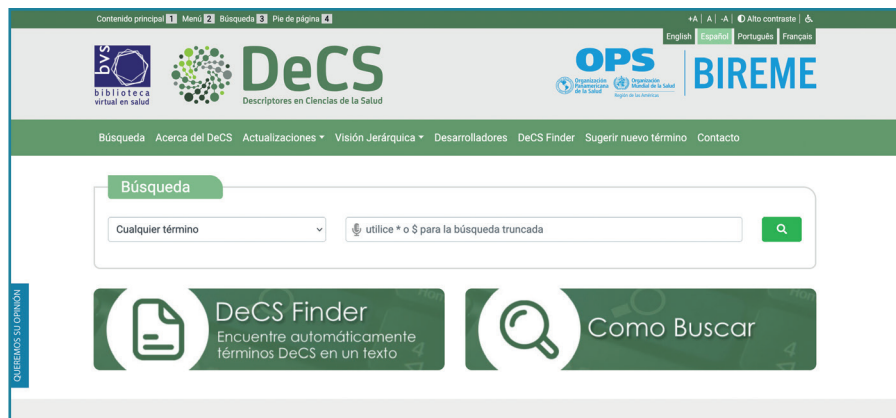 Contenido principal 1 Menú 2 Búsqueda 3 Pie de página 4
+A | A | -A | Alto contraste |
English Español Português Français
bvs
biblioteca
virtual en salud
DeCS
Descriptores en Ciencias de la Salud
OPS
Organización
Panamericana
de la Salud
Organización
Mundial de la Salud
Región de las Américas
BIREME
Búsqueda Acerca del DeCS Actualizaciones Visión Jerárquica Desarrolladores DeCS Finder Sugerir nuevo término Contacto
Búsqueda
Cualquier término
utilice * o $ para la búsqueda truncada
QUEREMOS SU OPINIÓN
DeCS Finder
Encuentre automáticamente
términos DeCS en un texto
Como Buscar